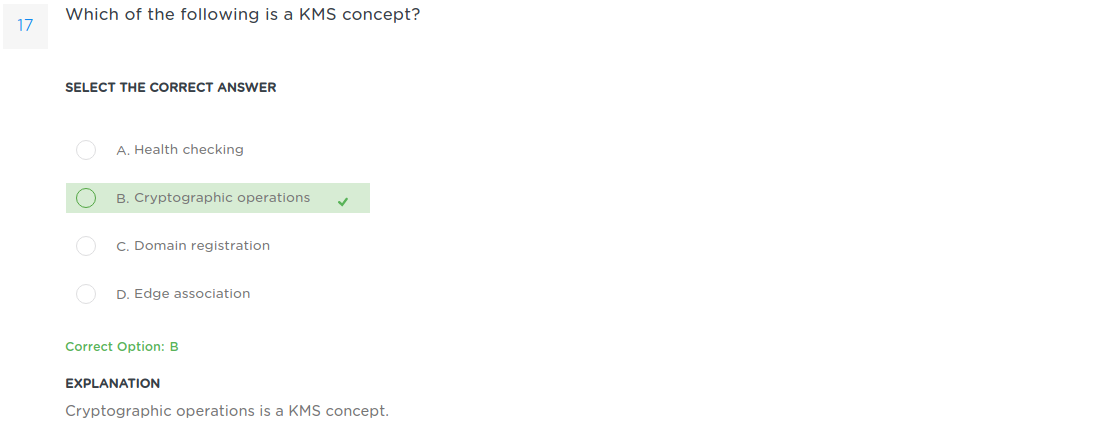 17
Which of the following is a KMS concept?
SELECT THE CORRECT ANSWER
A. Health checking
B. Cryptographic operations
C. Domain registration
D. Edge association
Correct Option: B
EXPLANATION
Cryptographic operations is a KMS concept.